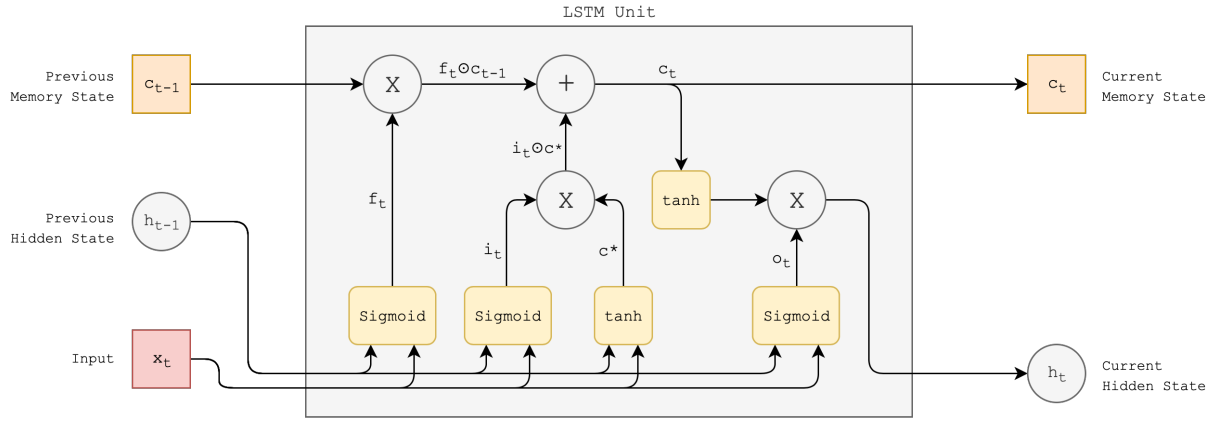 LSTM Unit
Previous
Memory State
c_{t-1}
X
f_t⊙c_{t-1}
+
c_t
c_t
Current
Memory State
i_t⊙c*
Previous
Hidden State
h_{t-1}
f_t
X
tanh
X
i_t
c*
o_t
Sigmoid
Sigmoid
tanh
Sigmoid
Input
x_t
h_t
Current
Hidden State